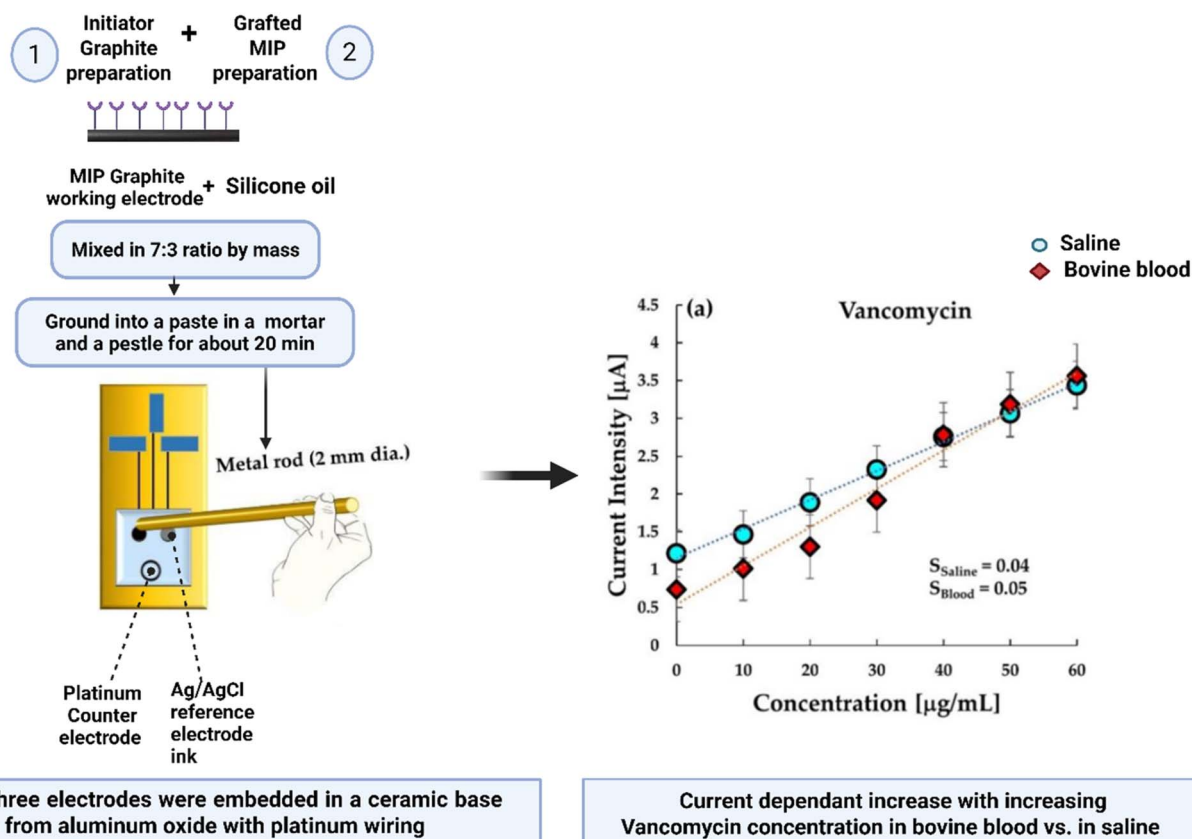 1
Initiator
Graphite
preparation
+
Grafted
MIP
preparation
2
MIP Graphite
working electrode
+ Silicone oil
Mixed in 7:3 ratio by mass
Ground into a paste in a mortar
and a pestle for about 20 min
Metal rod (2 mm dia.)
Platinum
Counter
electrode
Ag/AgCl
reference
electrode
ink
hree electrodes were embedded in a ceramic base
from aluminum oxide with platinum wiring
Saline
Bovine blood
(a)
Vancomycin
Current Intensity [µA]
4.5
4
3.5
3
2.5
2
1.5
1
0.5
0
S Saline = 0.04
S Blood = 0.05
0 10 20 30 40 50 60
Concentration [µg/mL]
Current dependant increase with increasing
Vancomycin concentration in bovine blood vs. in saline